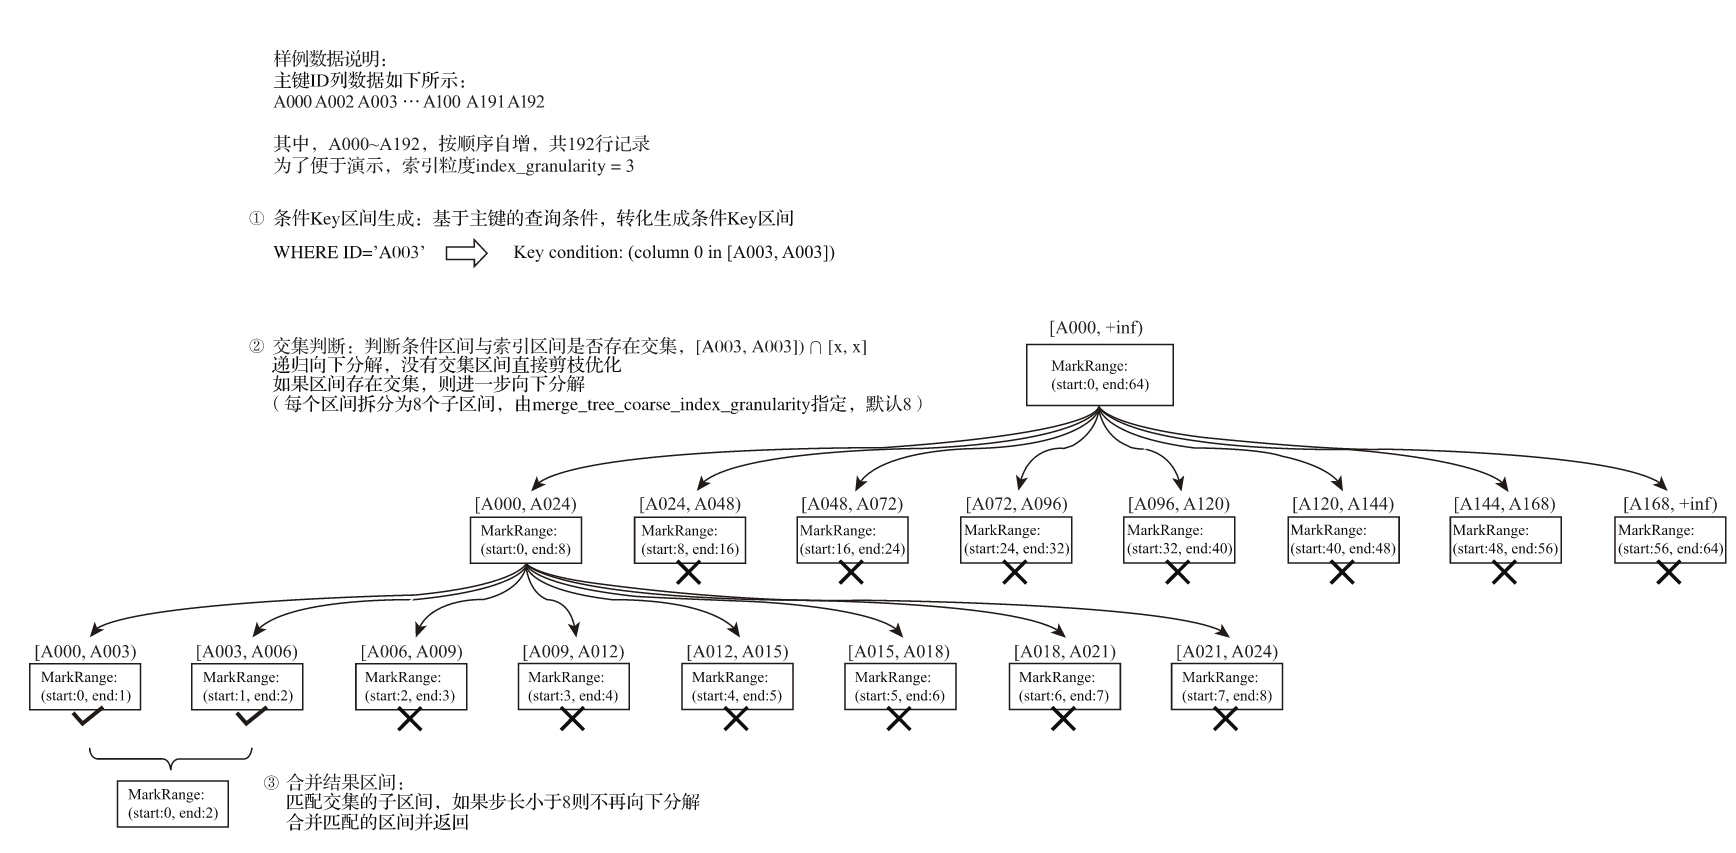 样例数据说明:
主键ID列数据如下所示:
A000 A002 A003 ⋯ A100 A191 A192
其中，A000~A192，按顺序自增，共192行记录
为了便于演示，索引粒度index_granularity = 3
① 条件Key区间生成：基于主键的查询条件，转化生成条件Key区间
WHERE ID='A003' Key condition: (column 0 in [A003, A003])
[A000, +inf)
② 交集判断：判断条件区间与索引区间是否存在交集，[A003, A003]) ∩ [x, x]
递归向下分解，没有交集区间直接剪枝优化
如果区间存在交集，则进一步向下分解
（每个区间拆分为8个子区间，由merge_tree_coarse_index_granularity指定，默认8）
MarkRange:
(start:0, end:64)
[A000, A024) [A024, A048) [A048, A072) [A072, A096) [A096, A120) [A120, A144) [A144, A168) [A168, +inf)
MarkRange: MarkRange: MarkRange: MarkRange: MarkRange: MarkRange: MarkRange: MarkRange:
(start:0, end:8) (start:8, end:16) (start:16, end:24) (start:24, end:32) (start:32, end:40) (start:40, end:48) (start:48, end:56) (start:56, end:64)
[A000, A003) [A003, A006) [A006, A009) [A009, A012) [A012, A015) [A015, A018) [A018, A021) [A021, A024)
MarkRange: MarkRange: MarkRange: MarkRange: MarkRange: MarkRange: MarkRange: MarkRange:
(start:0, end:1) (start:1, end:2) (start:2, end:3) (start:3, end:4) (start:4, end:5) (start:5, end:6) (start:6, end:7) (start:7, end:8)
MarkRange:
(start:0, end:2)
③ 合并结果区间:
匹配交集的子区间，如果步长小于8则不再向下分解
合并匹配的区间并返回